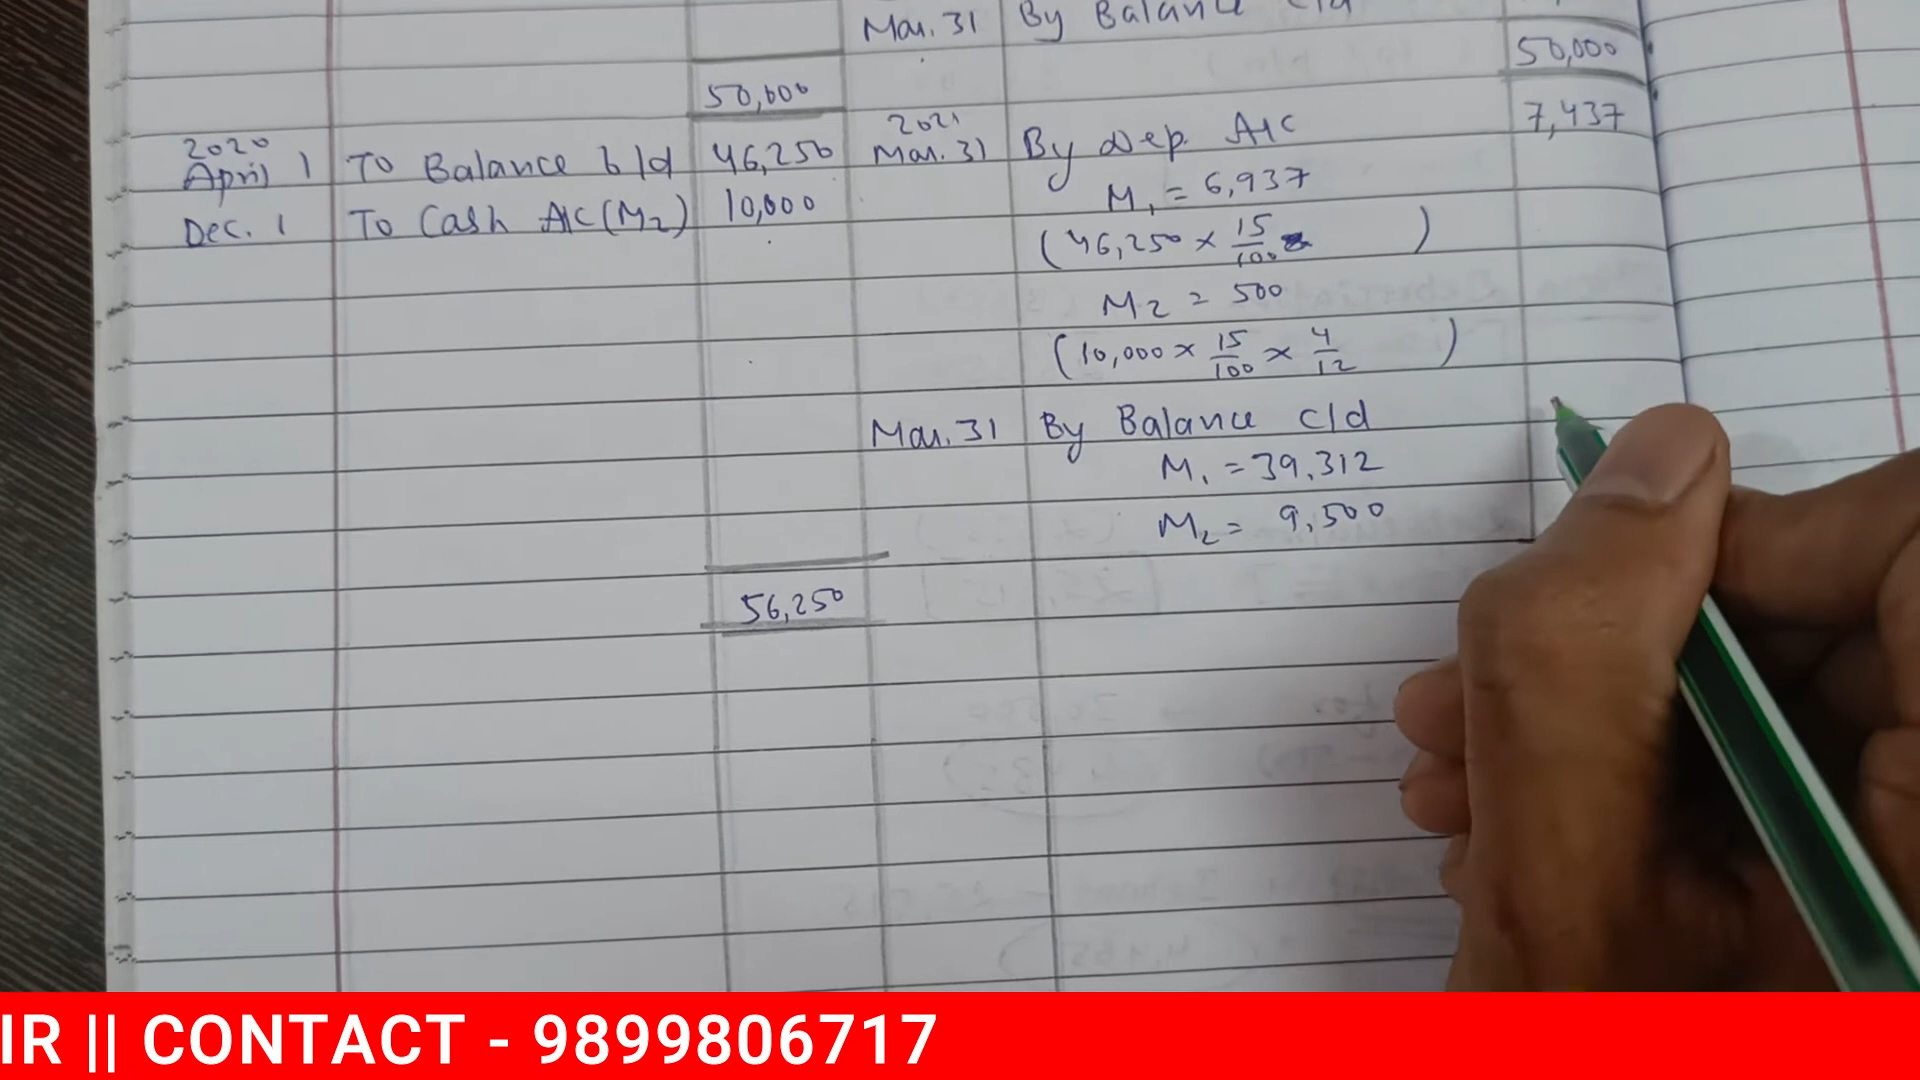 Mar. 31 By Balance c/d
50,000
50,000
2020
April 1 To Balance b/d 46,250
Dec. 1 To Cash A/C (M2) 10,000
2021
Mar. 31 By Dep. A/C 7,437
M1 = 6,937
(46,250 × 15/100 )
M2 = 500
(10,000 × 15/100 × 4/12 )
Mar. 31 By Balance c/d
M1 = 39,312
M2 = 9,500
56,250
IR || CONTACT - 9899806717